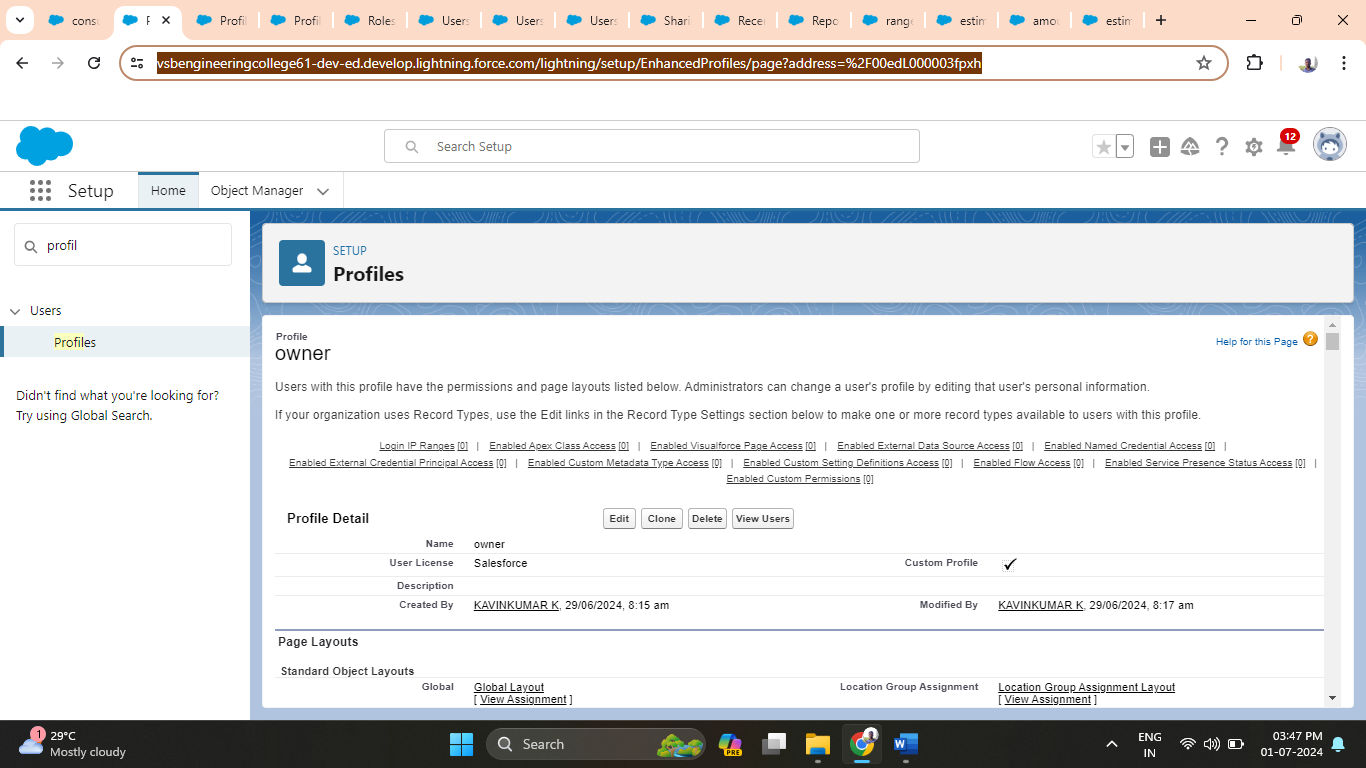 consu
P
Profil
Profil
Roles
Users
Users
Users
Shari
Recen
Repo
range
estim
amou
estim
vsbengineeringcollege61-dev-ed.develop.lightning.force.com/lightning/setup/EnhancedProfiles/page?address=%2F00edL000003fpxh
Search Setup
12
Setup
Home
Object Manager
profil
Users
Profiles
Didn't find what you're looking for?
Try using Global Search.
SETUP
Profiles
Profile
owner
Help for this Page
Users with this profile have the permissions and page layouts listed below. Administrators can change a user's profile by editing that user's personal information.
If your organization uses Record Types, use the Edit links in the Record Type Settings section below to make one or more record types available to users with this profile.
Login IP Ranges [0] | Enabled Apex Class Access [0] | Enabled Visualforce Page Access [0] | Enabled External Data Source Access [0] | Enabled Named Credential Access [0] |
Enabled External Credential Principal Access [0] | Enabled Custom Metadata Type Access [0] | Enabled Custom Setting Definitions Access [0] | Enabled Flow Access [0] | Enabled Service Presence Status Access [0] |
Enabled Custom Permissions [0]
Profile Detail
Edit Clone Delete View Users
Name owner
User License Salesforce Custom Profile ✓
Description
Created By KAVINKUMAR K, 29/06/2024, 8:15 am Modified By KAVINKUMAR K, 29/06/2024, 8:17 am
Page Layouts
Standard Object Layouts
Global Global Layout Location Group Assignment Location Group Assignment Layout
[ View Assignment ] [ View Assignment ]
1
29°C
Mostly cloudy
Search
PRE
ENG
IN
03:47 PM
01-07-2024